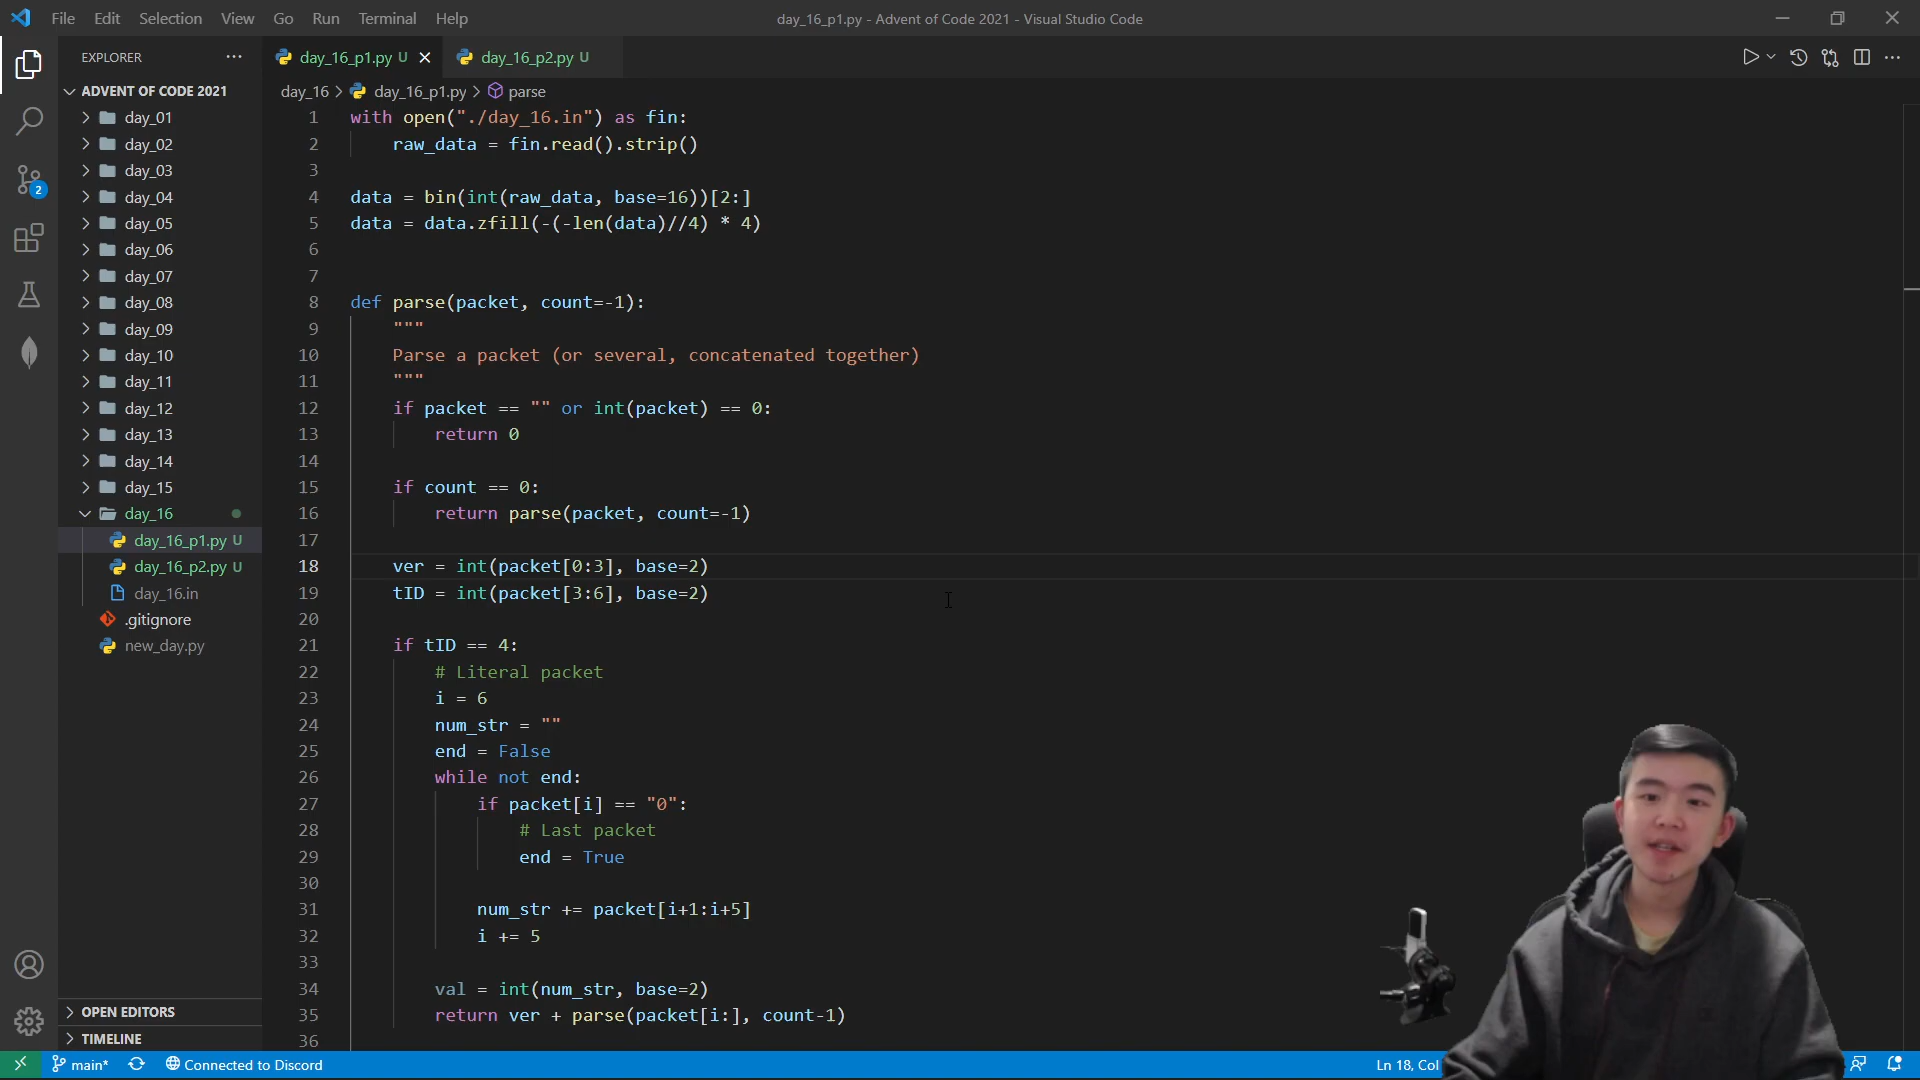 File Edit Selection View Go Run Terminal Help
day_16_p1.py - Advent of Code 2021 - Visual Studio Code
EXPLORER
day_16_p1.py U
day_16_p2.py U
ADVENT OF CODE 2021
day_16 > day_16_p1.py > parse
day_01
day_02
day_03
day_04
day_05
day_06
day_07
day_08
day_09
day_10
day_11
day_12
day_13
day_14
day_15
day_16
day_16_p1.py U
day_16_p2.py U
day_16.in
.gitignore
new_day.py
OPEN EDITORS
TIMELINE
2
1 with open("./day_16.in") as fin:
2 raw_data = fin.read().strip()
3
4 data = bin(int(raw_data, base=16))[2:]
5 data = data.zfill(-(-len(data)//4) * 4)
6
7
8 def parse(packet, count=-1):
9 """
10 Parse a packet (or several, concatenated together)
11 """
12 if packet == "" or int(packet) == 0:
13 return 0
14
15 if count == 0:
16 return parse(packet, count=-1)
17
18 ver = int(packet[0:3], base=2)
19 tID = int(packet[3:6], base=2)
20
21 if tID == 4:
22 # Literal packet
23 i = 6
24 num_str = ""
25 end = False
26 while not end:
27 if packet[i] == "0":
28 # Last packet
29 end = True
30
31 num_str += packet[i+1:i+5]
32 i += 5
33
34 val = int(num_str, base=2)
35 return ver + parse(packet[i:], count-1)
36
main* Connected to Discord
Ln 18, Col